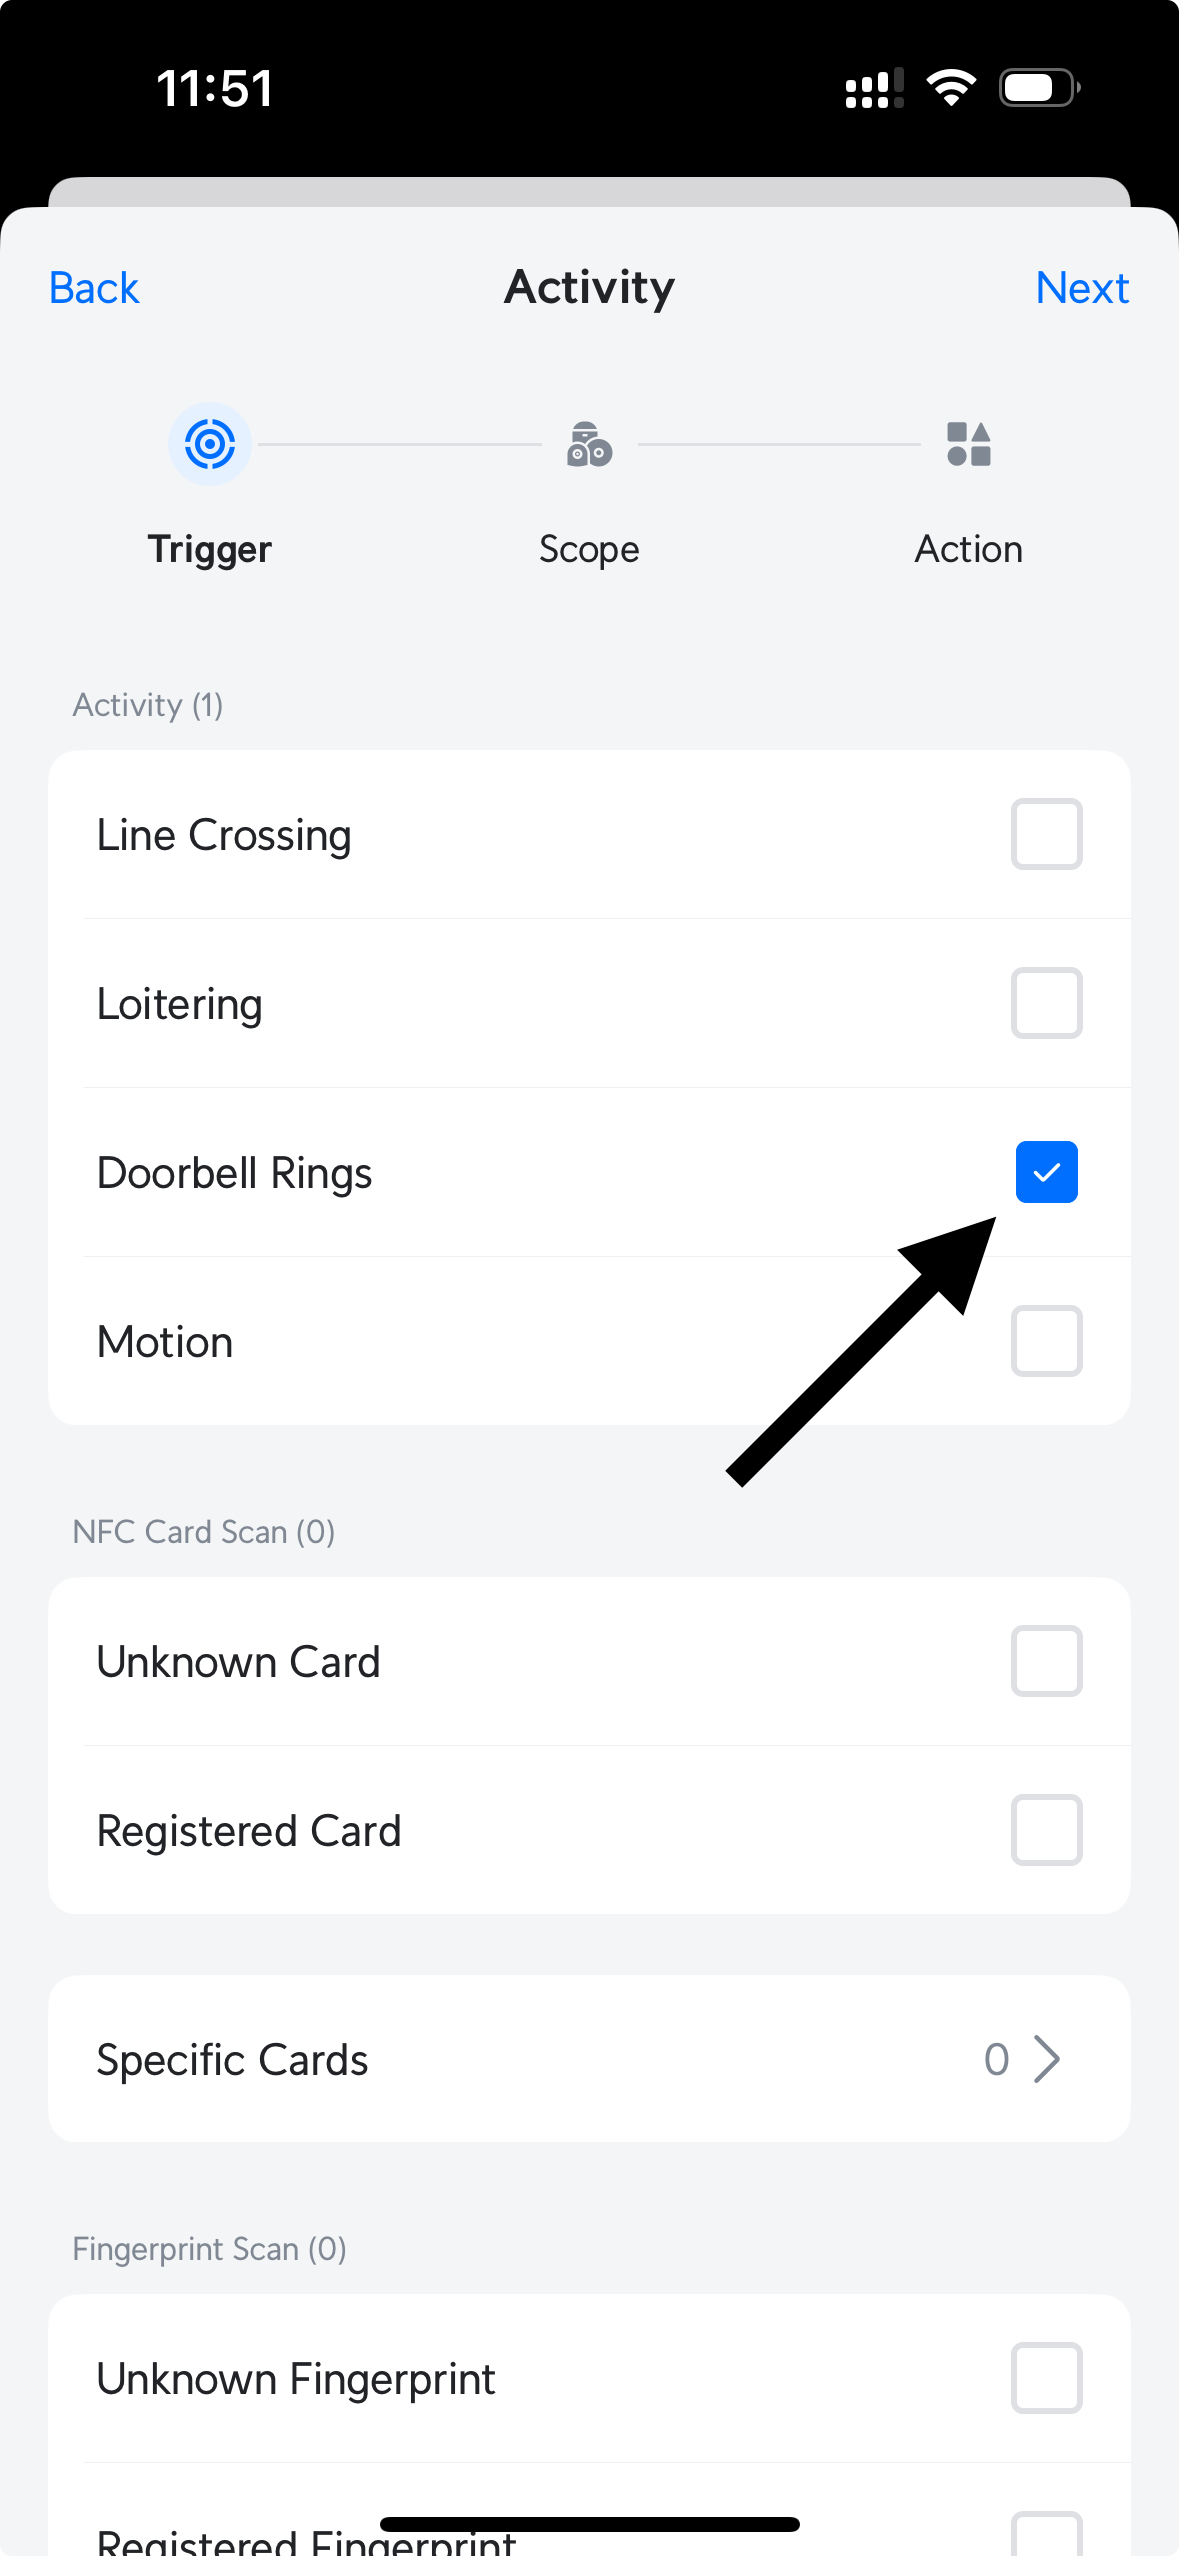 11:51
Back
Activity
Next
Trigger
Scope
Action
Activity (1)
Line Crossing
Loitering
Doorbell Rings
Motion
NFC Card Scan (0)
Unknown Card
Registered Card
Specific Cards
0
Fingerprint Scan (0)
Unknown Fingerprint
Registered Fingerprint